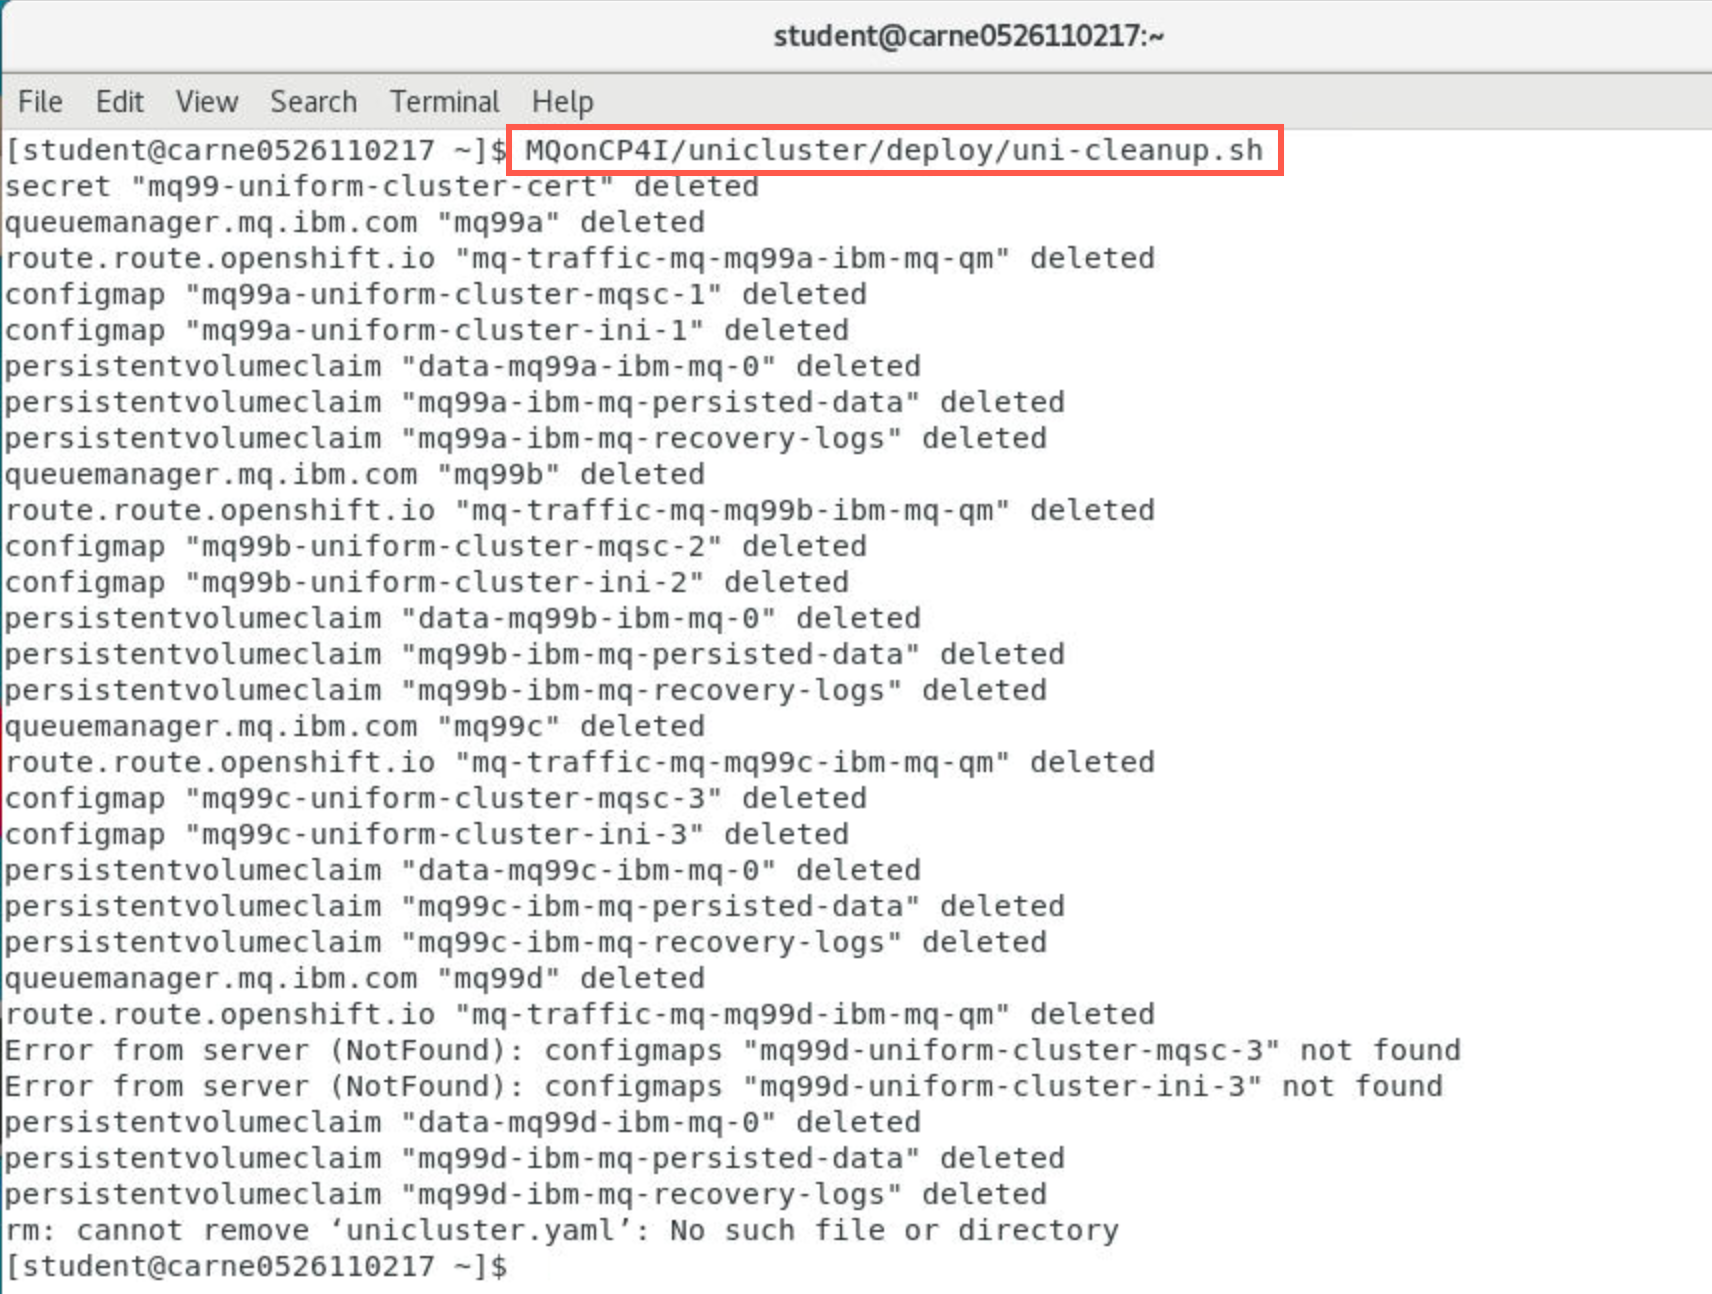 student@carne0526110217:~
File Edit View Search Terminal Help
[student@carne0526110217 ~]$ MQonCP4I/unicluster/deploy/uni-cleanup.sh
secret "mq99-uniform-cluster-cert" deleted
queuemanager.mq.ibm.com "mq99a" deleted
route.route.openshift.io "mq-traffic-mq-mq99a-ibm-mq-qm" deleted
configmap "mq99a-uniform-cluster-mqsc-1" deleted
configmap "mq99a-uniform-cluster-ini-1" deleted
persistentvolumeclaim "data-mq99a-ibm-mq-0" deleted
persistentvolumeclaim "mq99a-ibm-mq-persisted-data" deleted
persistentvolumeclaim "mq99a-ibm-mq-recovery-logs" deleted
queuemanager.mq.ibm.com "mq99b" deleted
route.route.openshift.io "mq-traffic-mq-mq99b-ibm-mq-qm" deleted
configmap "mq99b-uniform-cluster-mqsc-2" deleted
configmap "mq99b-uniform-cluster-ini-2" deleted
persistentvolumeclaim "data-mq99b-ibm-mq-0" deleted
persistentvolumeclaim "mq99b-ibm-mq-persisted-data" deleted
persistentvolumeclaim "mq99b-ibm-mq-recovery-logs" deleted
queuemanager.mq.ibm.com "mq99c" deleted
route.route.openshift.io "mq-traffic-mq-mq99c-ibm-mq-qm" deleted
configmap "mq99c-uniform-cluster-mqsc-3" deleted
configmap "mq99c-uniform-cluster-ini-3" deleted
persistentvolumeclaim "data-mq99c-ibm-mq-0" deleted
persistentvolumeclaim "mq99c-ibm-mq-persisted-data" deleted
persistentvolumeclaim "mq99c-ibm-mq-recovery-logs" deleted
queuemanager.mq.ibm.com "mq99d" deleted
route.route.openshift.io "mq-traffic-mq-mq99d-ibm-mq-qm" deleted
Error from server (NotFound): configmaps "mq99d-uniform-cluster-mqsc-3" not found
Error from server (NotFound): configmaps "mq99d-uniform-cluster-ini-3" not found
persistentvolumeclaim "data-mq99d-ibm-mq-0" deleted
persistentvolumeclaim "mq99d-ibm-mq-persisted-data" deleted
persistentvolumeclaim "mq99d-ibm-mq-recovery-logs" deleted
rm: cannot remove ‘unicluster.yaml’: No such file or directory
[student@carne0526110217 ~]$